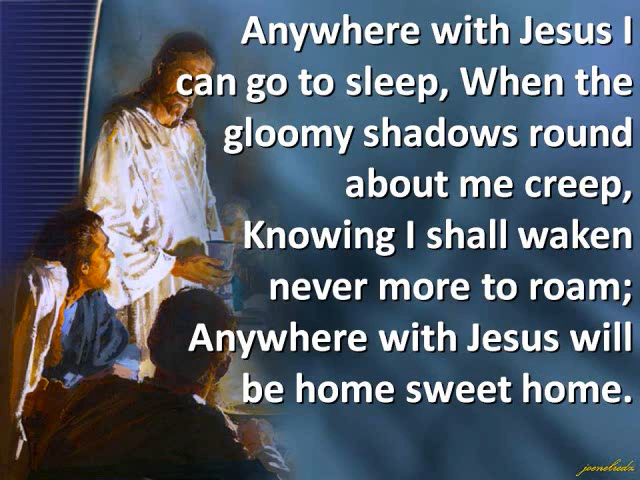 Anywhere with Jesus I
can go to sleep, When the
gloomy shadows round
about me creep,
Knowing I shall waken
never more to roam;
Anywhere with Jesus will
be home sweet home.
joenelredz